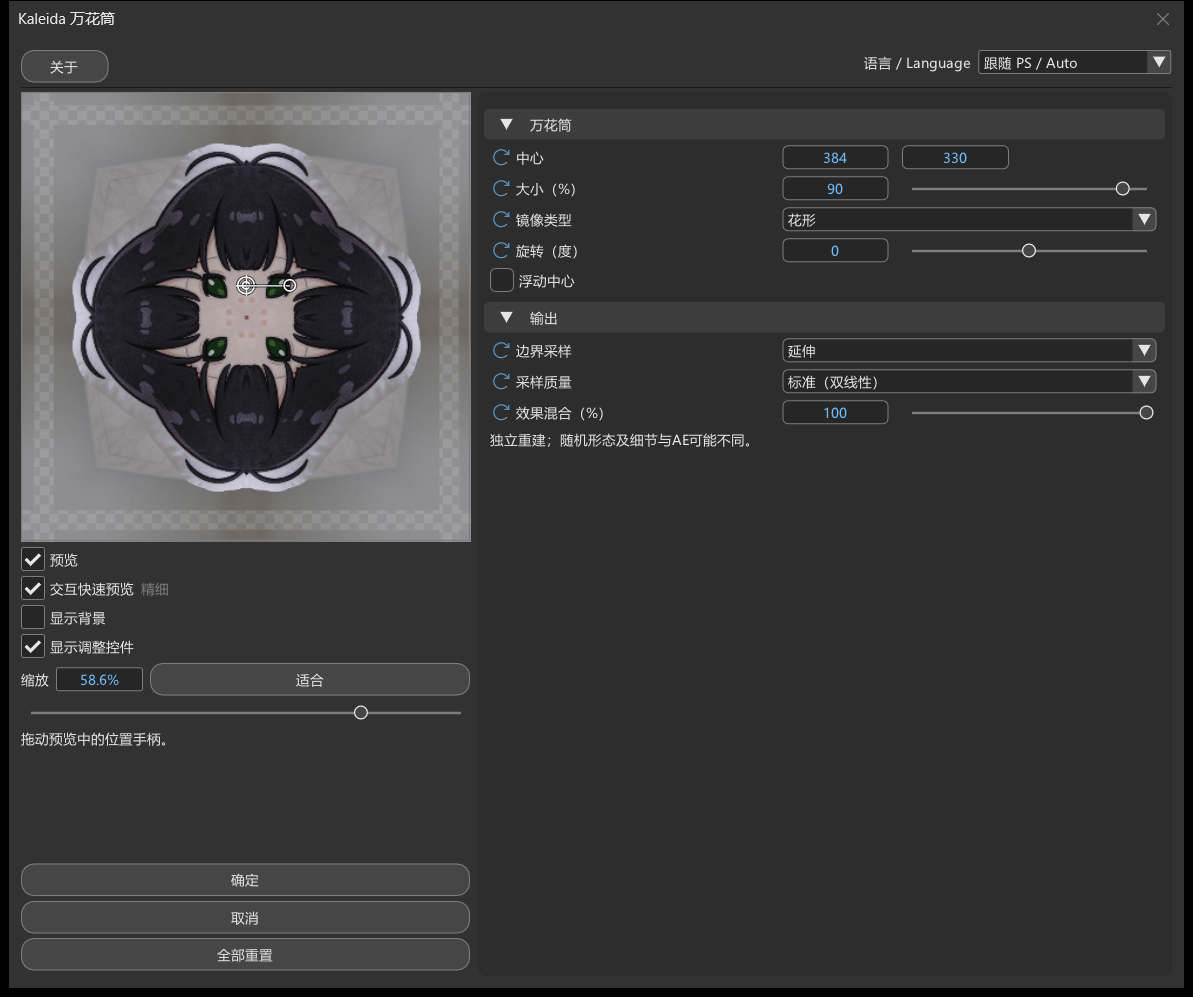 Kaleida 万花筒
关于
语言 / Language 跟随 PS / Auto
万花筒
中心 384 330
大小（%） 90
镜像类型 花形
旋转（度） 0
浮动中心
输出
边界采样 延伸
采样质量 标准（双线性）
效果混合（%） 100
独立重建；随机形态及细节与AE可能不同。
预览
交互快速预览 精细
显示背景
显示调整控件
缩放 58.6% 适合
拖动预览中的位置手柄。
确定
取消
全部重置